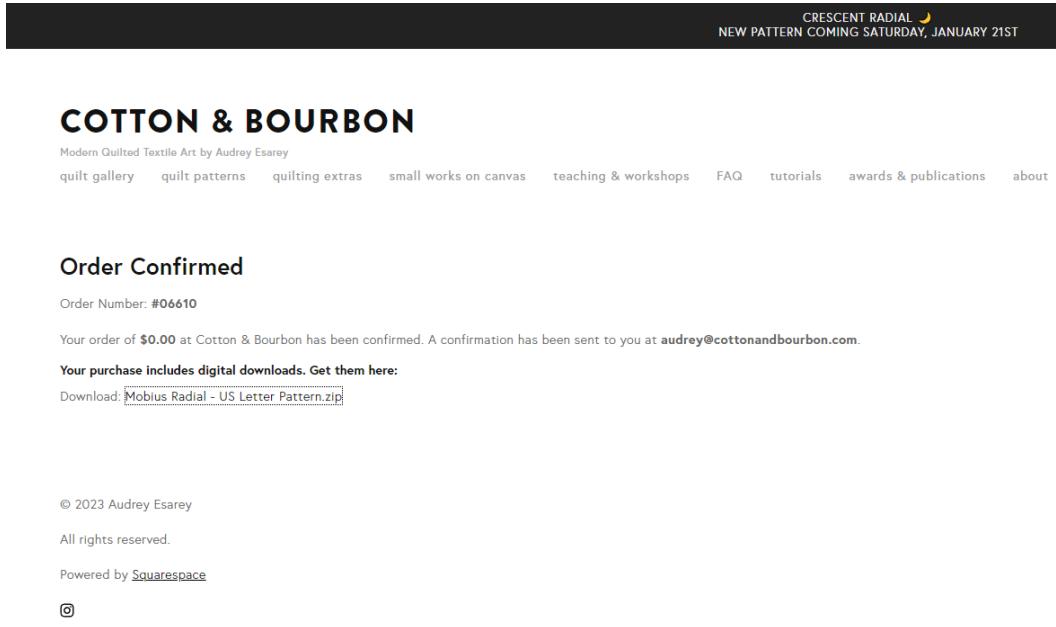 CRESCENT RADIAL 🌙
NEW PATTERN COMING SATURDAY, JANUARY 21ST
COTTON & BOURBON
Modern Quilted Textile Art by Audrey Esarey
quilt gallery quilt patterns quilting extras small works on canvas teaching & workshops FAQ tutorials awards & publications about
Order Confirmed
Order Number: #06610
Your order of $0.00 at Cotton & Bourbon has been confirmed. A confirmation has been sent to you at audrey@cottonandbourbon.com.
Your purchase includes digital downloads. Get them here:
Download: Mobius Radial - US Letter Pattern.zip
© 2023 Audrey Esarey
All rights reserved.
Powered by Squarespace